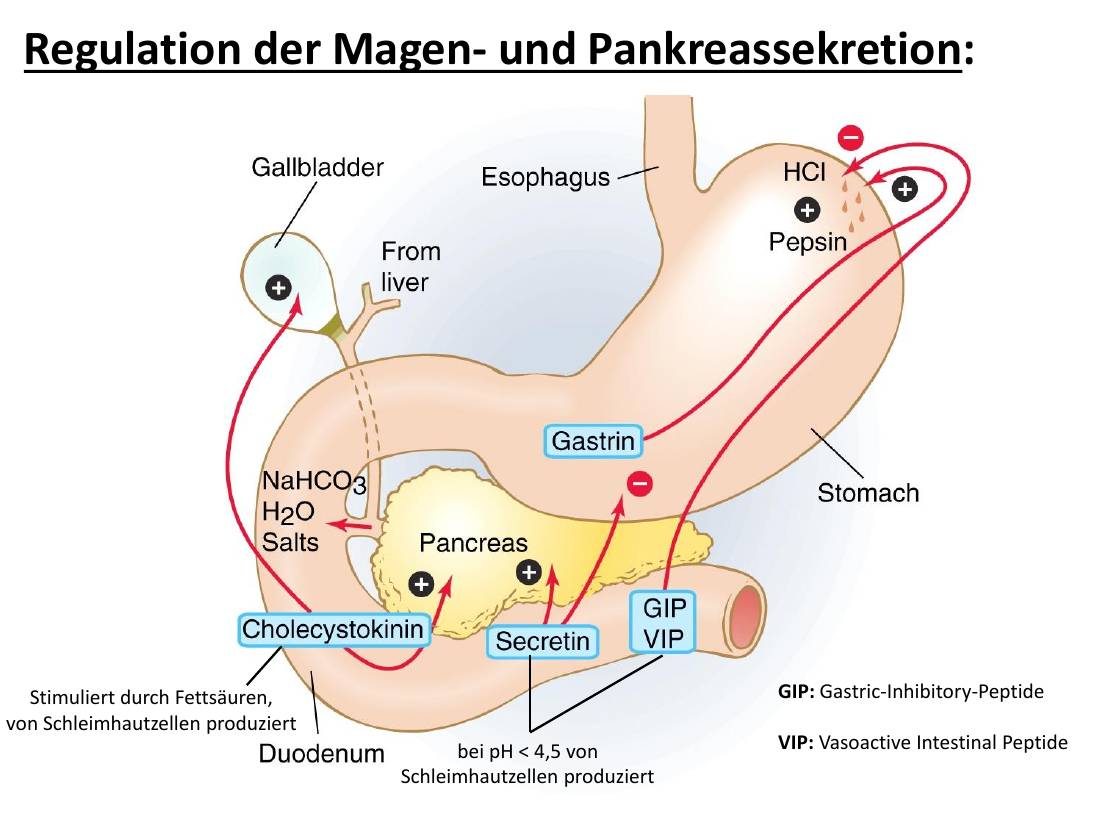 Regulation der Magen- und Pankreassekretion:
Gallbladder
Esophagus
HCl
+
Pepsin
−
+
From
liver
+
Gastrin
−
Stomach
NaHCO3
H2O
Salts
Pancreas
+
+
Cholecystokinin
Secretin
GIP
VIP
Stimuliert durch Fettsäuren,
von Schleimhautzellen produziert
Duodenum
bei pH < 4,5 von
Schleimhautzellen produziert
GIP: Gastric-Inhibitory-Peptide
VIP: Vasoactive Intestinal Peptide